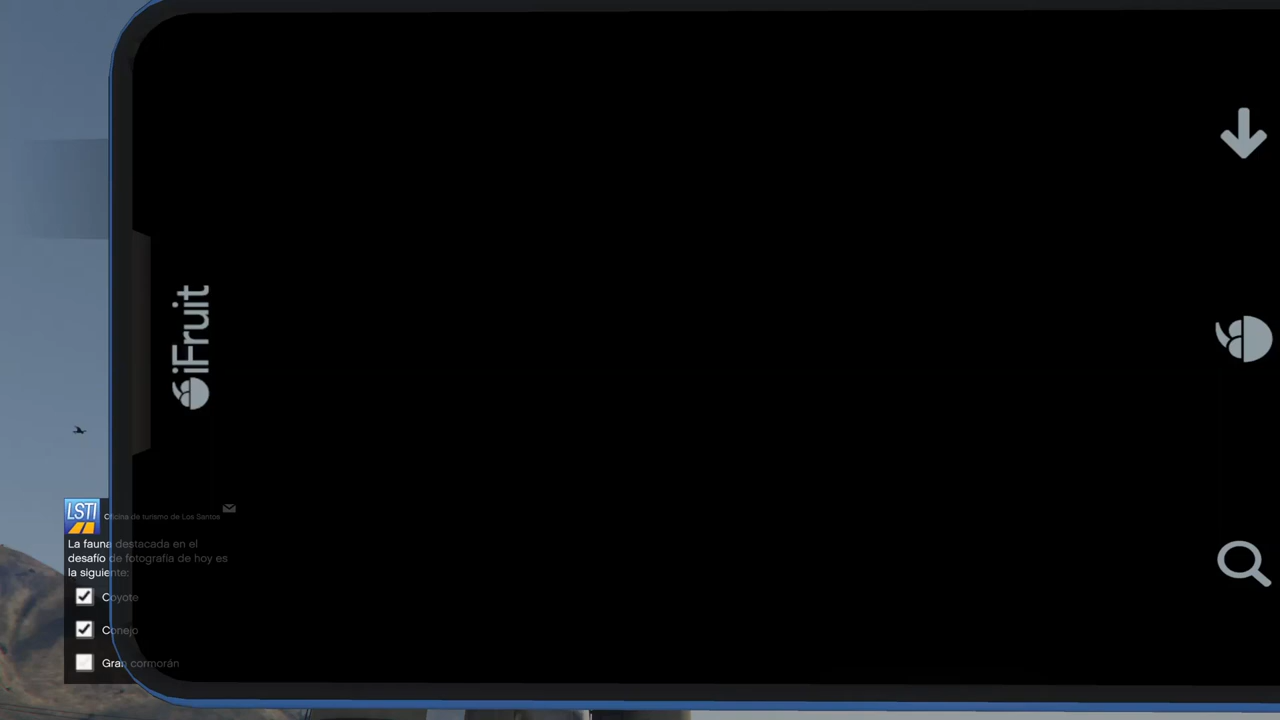 iFruit
LSTI
Oficina de turismo de Los Santos
La fauna destacada en el
desafío de fotografía de hoy es
la siguiente:
Coyote
Conejo
Gran cormorán